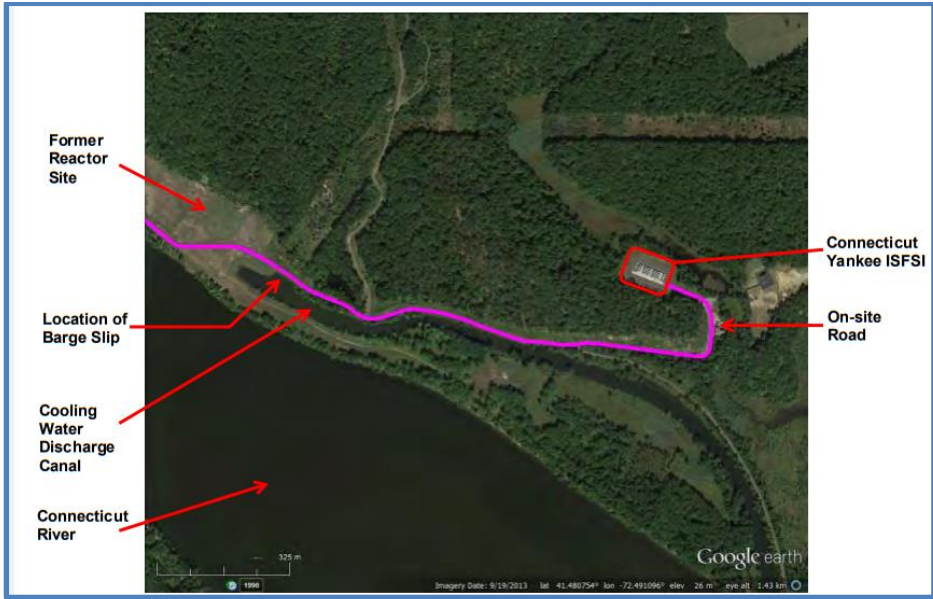 Former
Reactor
Site
Connecticut
Yankee ISFSI
Location of
Barge Slip
On-site
Road
Cooling
Water
Discharge
Canal
Connecticut
River
325 m
1990
Google earth
Imagery Date: 9/19/2013 lat 41.480754° lon -72.491096° elev 26 m eye alt 1.43 km